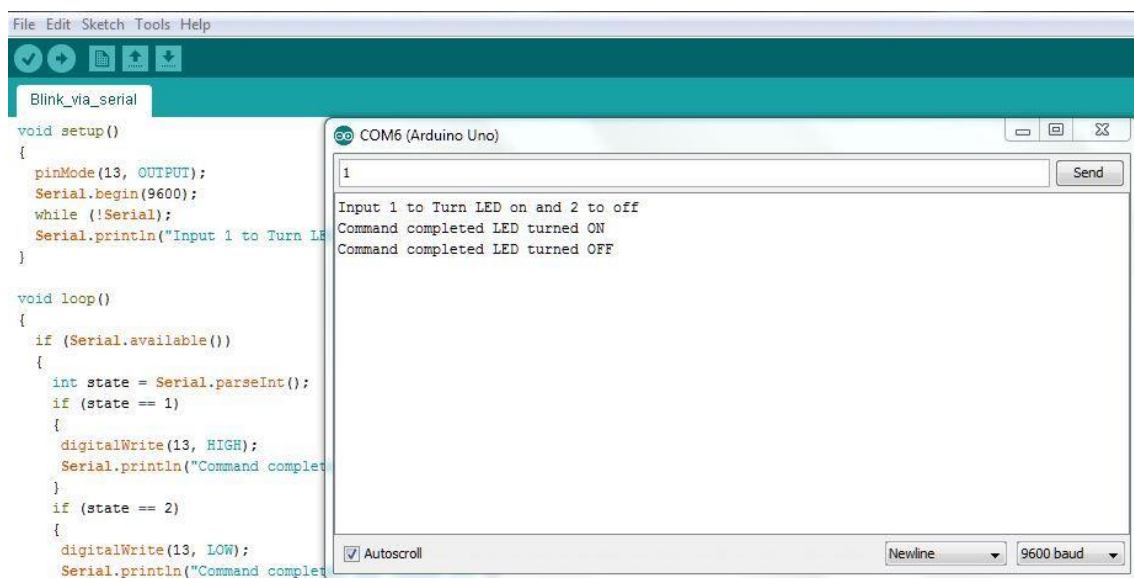 File Edit Sketch Tools Help
Blink_via_serial
void setup()
{
pinMode(13, OUTPUT);
Serial.begin(9600);
while (!Serial);
Serial.println("Input 1 to Turn
}
void loop()
{
if (Serial.available())
{
int state = Serial.parseInt();
if (state == 1)
{
digitalWrite(13, HIGH);
Serial.println("Command
}
if (state == 2)
{
digitalWrite(13, LOW);
Serial.println("Command
COM6 (Arduino Uno)
1
Send
Input 1 to Turn LED on and 2 to off
Command completed LED turned ON
Command completed LED turned OFF
Autoscroll
Newline
9600 baud